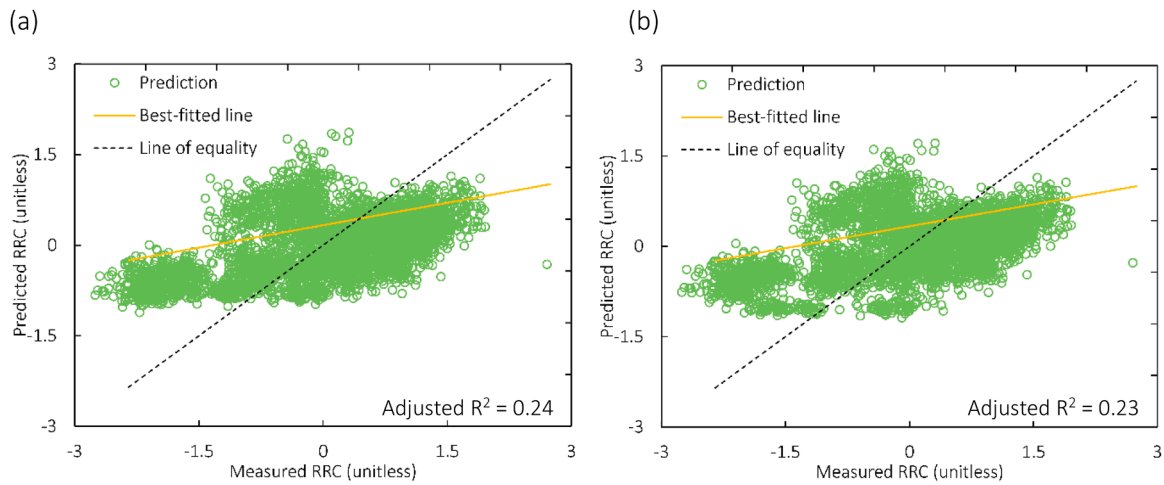 (a)
3
1.5
0
-1.5
-3
-3
-1.5
0
1.5
3
Predicted RRC (unitless)
Measured RRC (unitless)
Prediction
Best-fitted line
Line of equality
Adjusted R² = 0.24
(b)
3
1.5
0
-1.5
-3
-3
-1.5
0
1.5
3
Predicted RRC (unitless)
Measured RRC (unitless)
Prediction
Best-fitted line
Line of equality
Adjusted R² = 0.23